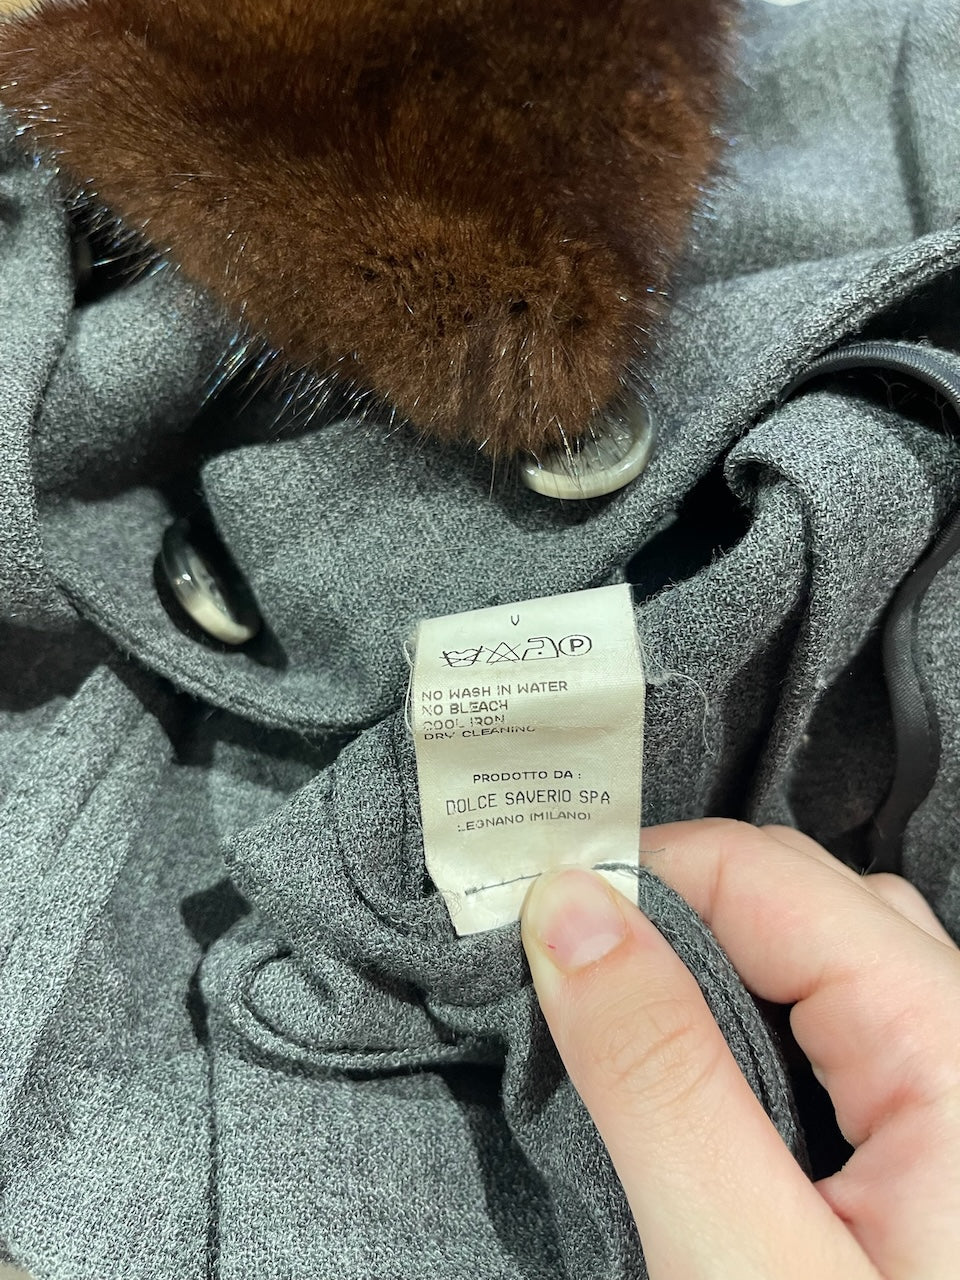 V
P
NO WASH IN WATER
NO BLEACH
COOL IRON
DRY CLEANING
PRODOTTO DA :
DOLCE SAVERIO SPA
LEGNANO (MILANO)